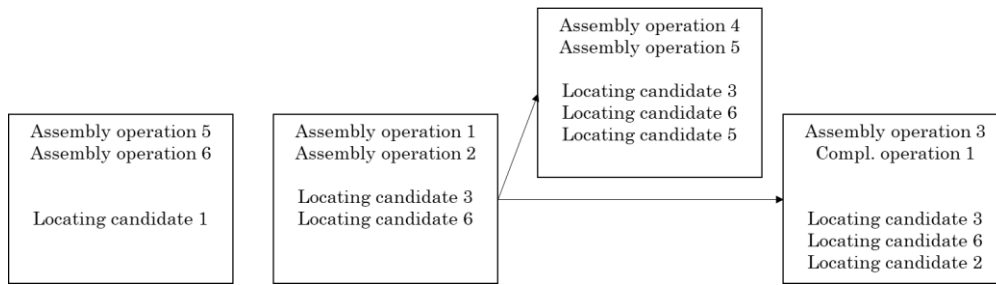 Assembly operation 5
Assembly operation 6
Locating candidate 1
Assembly operation 1
Assembly operation 2
Locating candidate 3
Locating candidate 6
Assembly operation 4
Assembly operation 5
Locating candidate 3
Locating candidate 6
Locating candidate 5
Assembly operation 3
Compl. operation 1
Locating candidate 3
Locating candidate 6
Locating candidate 2